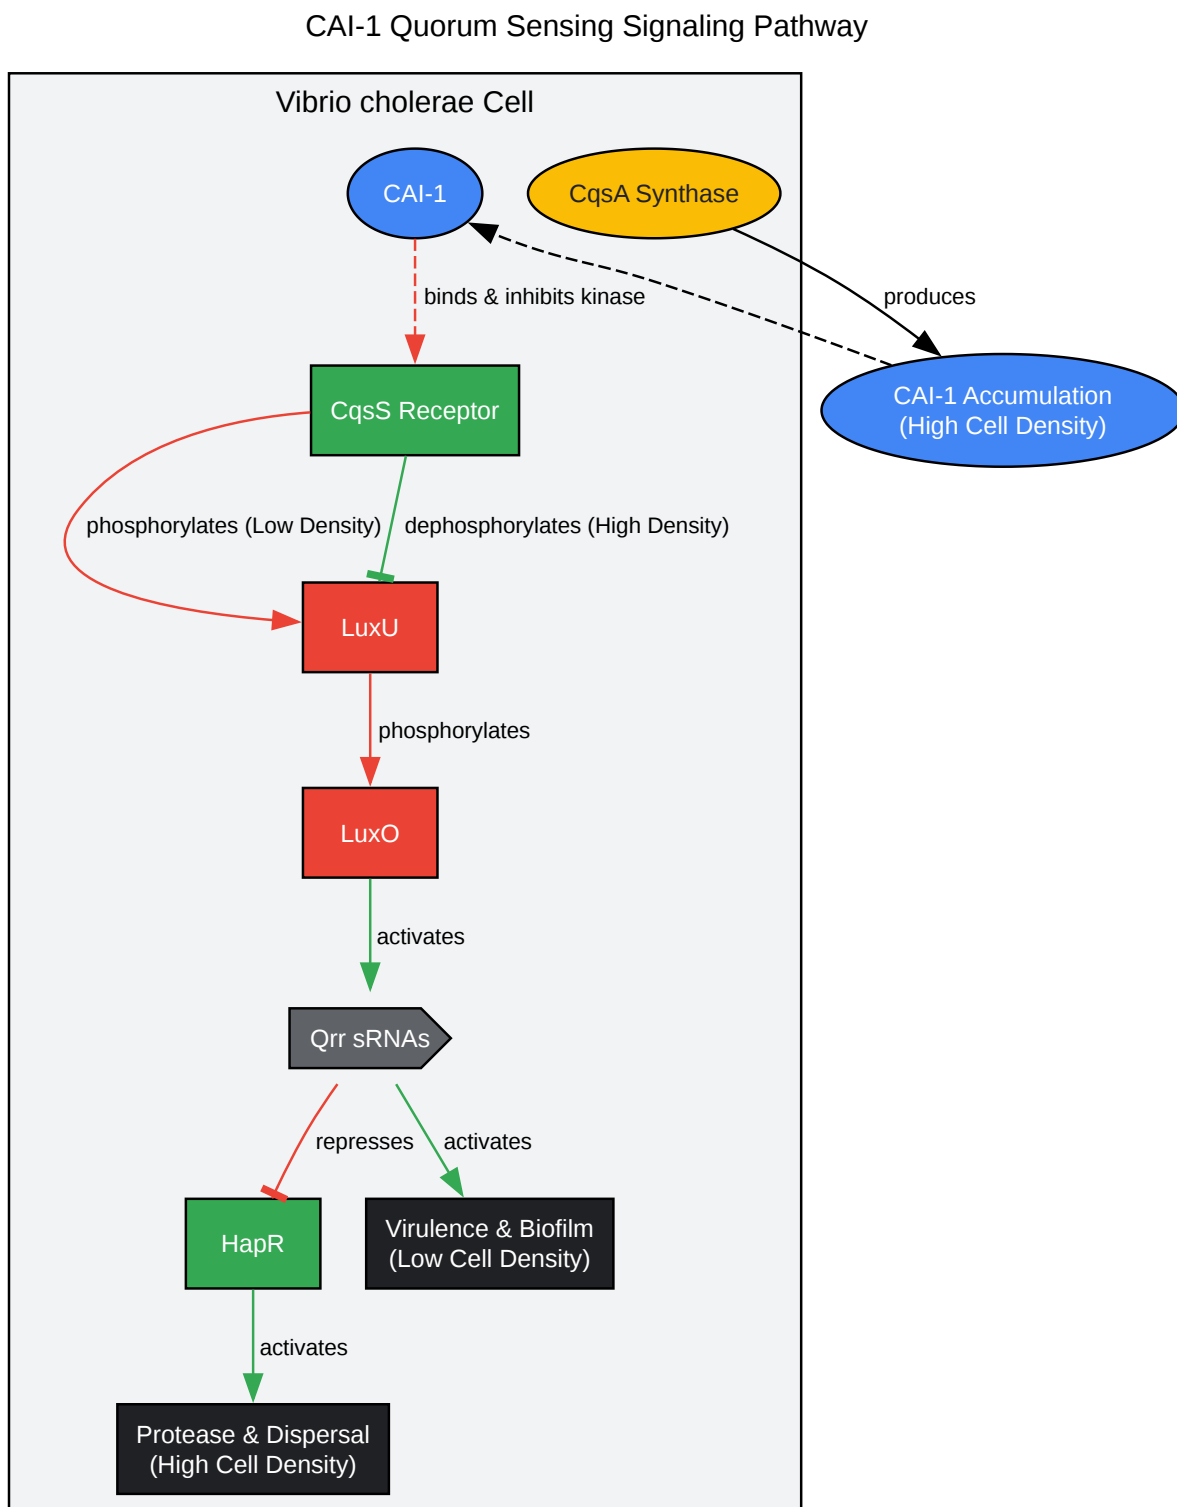 CAI-1 Quorum Sensing Signaling Pathway
Vibrio cholerae Cell
CAI-1
CqsA Synthase
binds & inhibits kinase
produces
CqsS Receptor
CAI-1 Accumulation
(High Cell Density)
phosphorylates (Low Density)
dephosphorylates (High Density)
LuxU
phosphorylates
LuxO
activates
Qrr sRNAs
represses
activates
HapR
Virulence & Biofilm
(Low Cell Density)
activates
Protease & Dispersal
(High Cell Density)